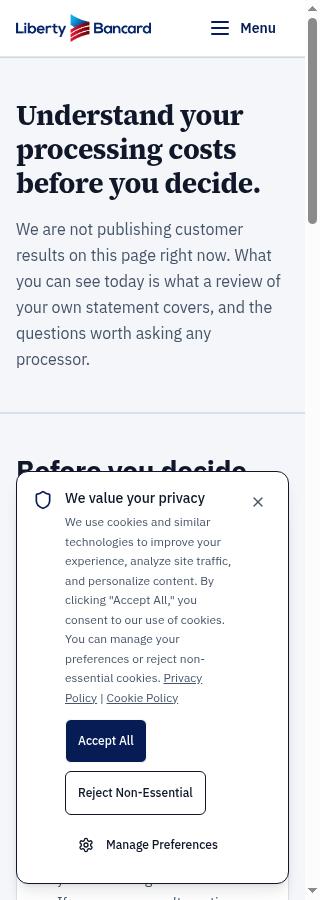 Liberty Bancard
Menu
Understand your
processing costs
before you decide.
We are not publishing customer
results on this page right now. What
you can see today is what a review of
your own statement covers, and the
questions worth asking any
processor.
Before you decide
We value your privacy
We use cookies and similar
technologies to improve your
experience, analyze site traffic,
and personalize content. By
clicking "Accept All," you
consent to our use of cookies.
You can manage your
preferences or reject non-
essential cookies. Privacy
Policy | Cookie Policy
Accept All
Reject Non-Essential
Manage Preferences